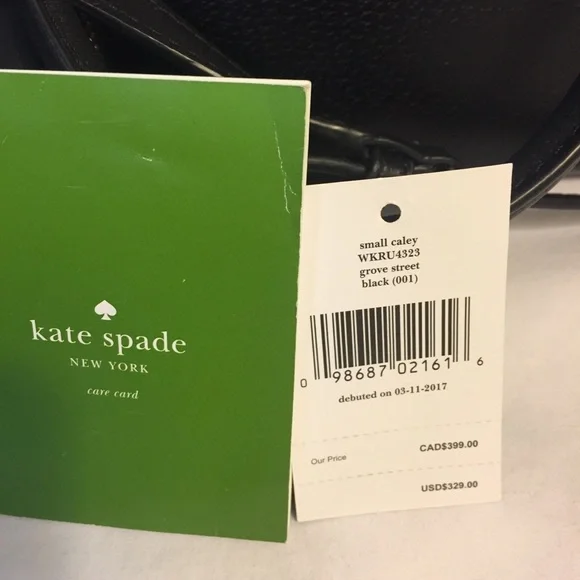 kate spade
NEW YORK
care card
small caley
WKRU4323
grove street
black (001)
0 98687 02161 6
debuted on 03-11-2017
Our Price CAD$399.00
USD$329.00